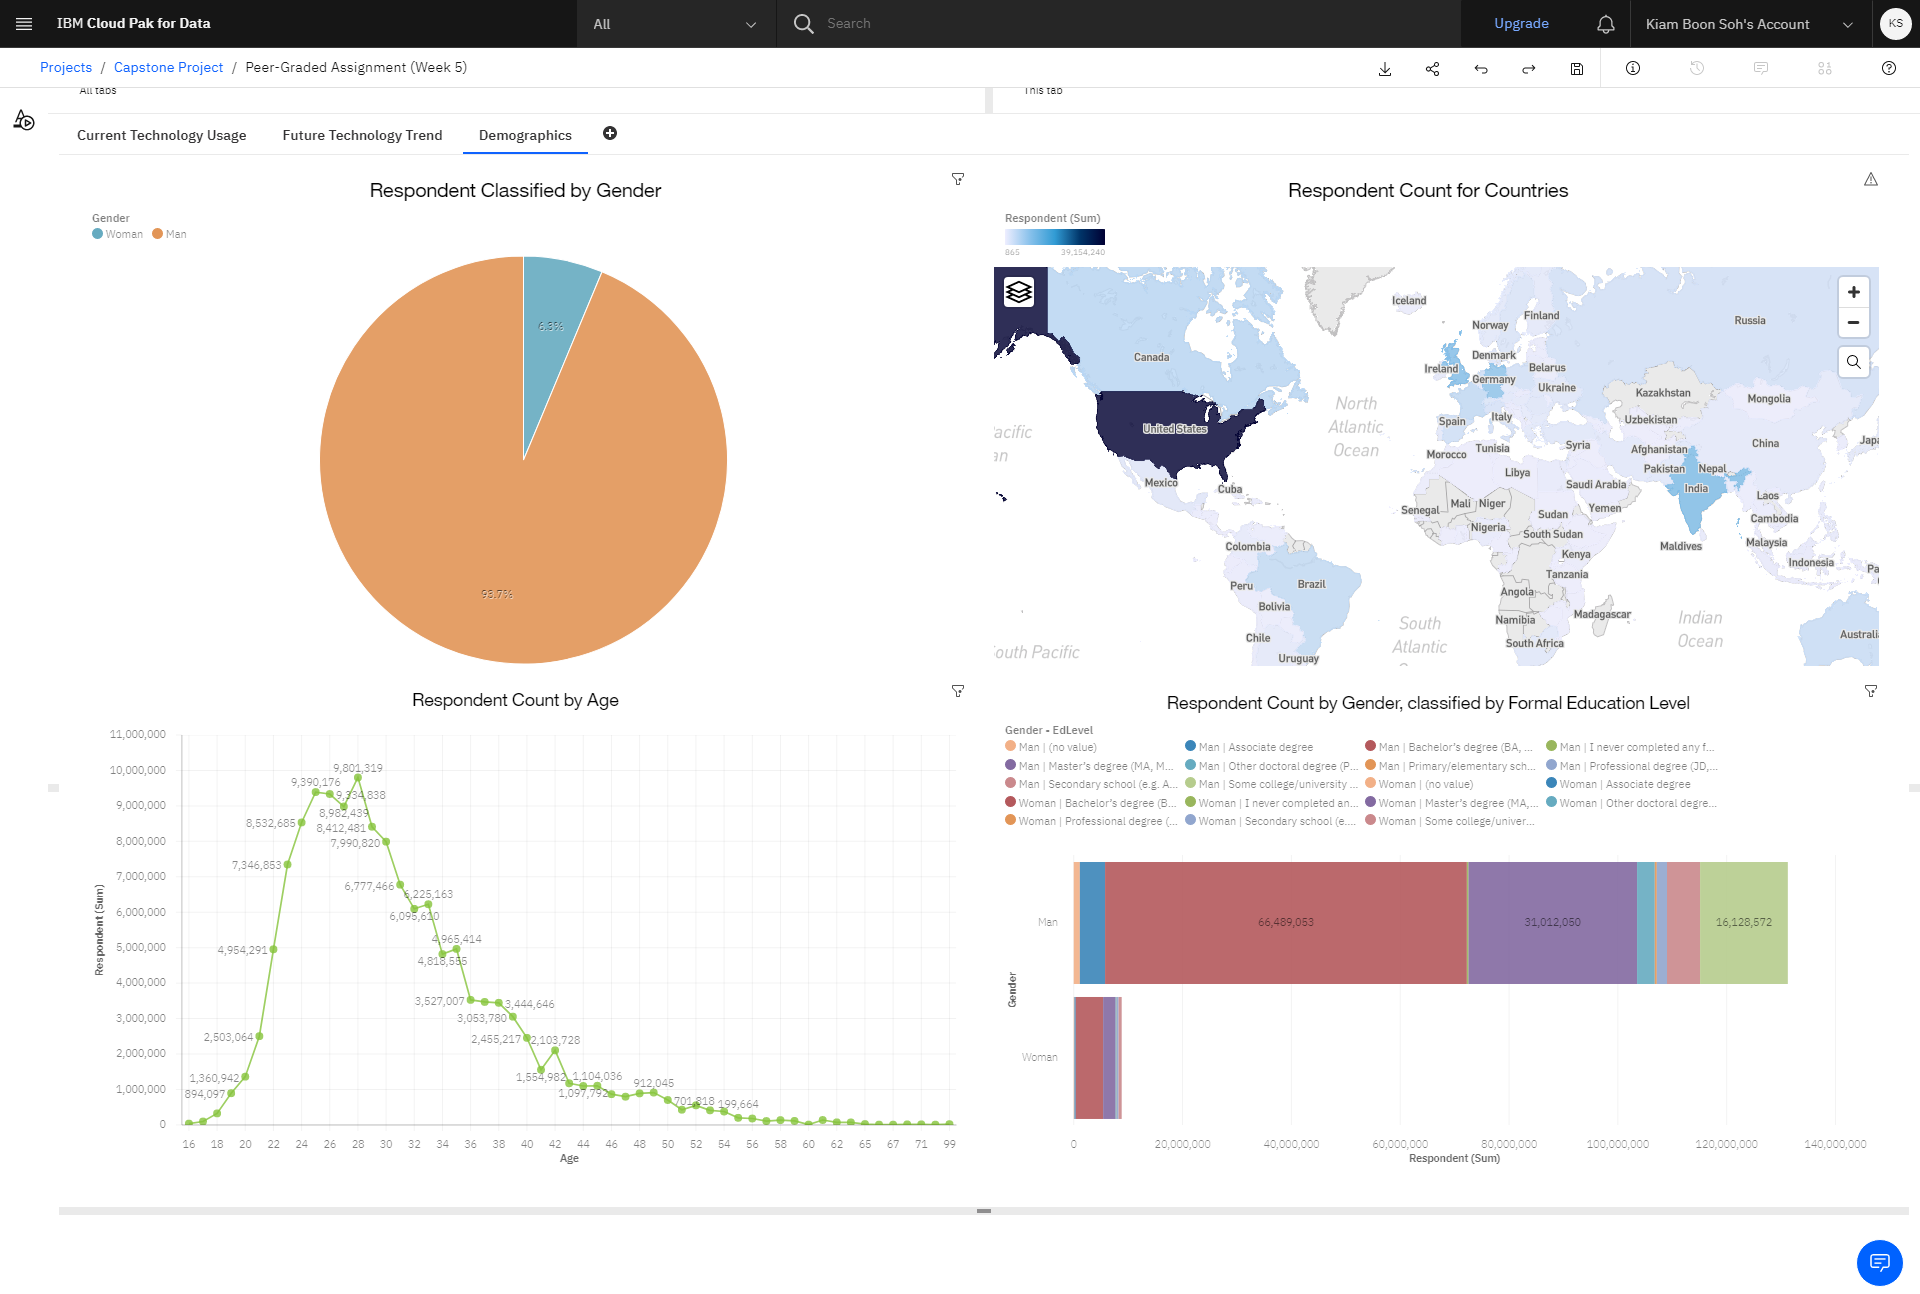 IBM Cloud Pak for Data
All
Search
Upgrade
Kiam Boon Soh's Account
KS
Projects / Capstone Project / Peer-Graded Assignment (Week 5)
All tabs
This tab
Current Technology Usage
Future Technology Trend
Demographics
Respondent Classified by Gender
Gender
Woman
Man
6.3%
93.7%
Respondent Count for Countries
Respondent (Sum)
865
39,154,240
Iceland
Finland
Russia
Norway
Canada
Denmark
Ireland
Belarus
Germany
Ukraine
Kazakhstan
Mongolia
North
Atlantic
Ocean
Spain
Italy
Uzbekistan
United States
acific
an
Syria
China
Japa
Morocco
Tunisia
Afghanistan
Libya
Pakistan
Nepal
Mexico
Cuba
Saudi Arabia
India
Laos
Mali
Niger
Senegal
Sudan
Yemen
Cambodia
Nigeria
South Sudan
Colombia
Kenya
Maldives
Malaysia
Indonesia
Pa
Tanzania
Peru
Brazil
Angola
Bolivia
Madagascar
Namibia
Indian
Ocean
South
Atlantic
Chile
South Africa
Australi
outh Pacific
Uruguay
Respondent Count by Age
11,000,000
10,000,000
9,000,000
8,000,000
7,000,000
6,000,000
5,000,000
4,000,000
3,000,000
2,000,000
1,000,000
0
Respondent (Sum)
9,801,319
9,390,176
9,334,838
8,982,439
8,532,685
8,412,481
7,990,820
7,346,853
6,777,466
6,225,163
6,095,610
4,965,414
4,954,291
4,818,555
3,527,007
3,444,646
3,053,780
2,503,064
2,455,217
2,103,728
1,554,982
1,360,942
1,104,036
1,097,792
912,045
894,097
701,818
199,664
16 18 20 22 24 26 28 30 32 34 36 38 40 42 44 46 48 50 52 54 56 58 60 62 65 67 71 99
Age
Respondent Count by Gender, classified by Formal Education Level
Gender - EdLevel
Man | (no value)
Man | Associate degree
Man | Bachelor's degree (BA, ...
Man | I never completed any f...
Man | Master's degree (MA, M...
Man | Other doctoral degree (P...
Man | Primary/elementary sch...
Man | Professional degree (JD,...
Man | Secondary school (e.g. A...
Man | Some college/university ...
Woman | (no value)
Woman | Associate degree
Woman | Bachelor's degree (B...
Woman | I never completed an...
Woman | Master's degree (MA,...
Woman | Other doctoral degre...
Woman | Professional degree (...
Woman | Secondary school (e....
Woman | Some college/univer...
Gender
Man
66,489,053
31,012,050
16,128,572
Woman
0 20,000,000 40,000,000 60,000,000 80,000,000 100,000,000 120,000,000 140,000,000
Respondent (Sum)